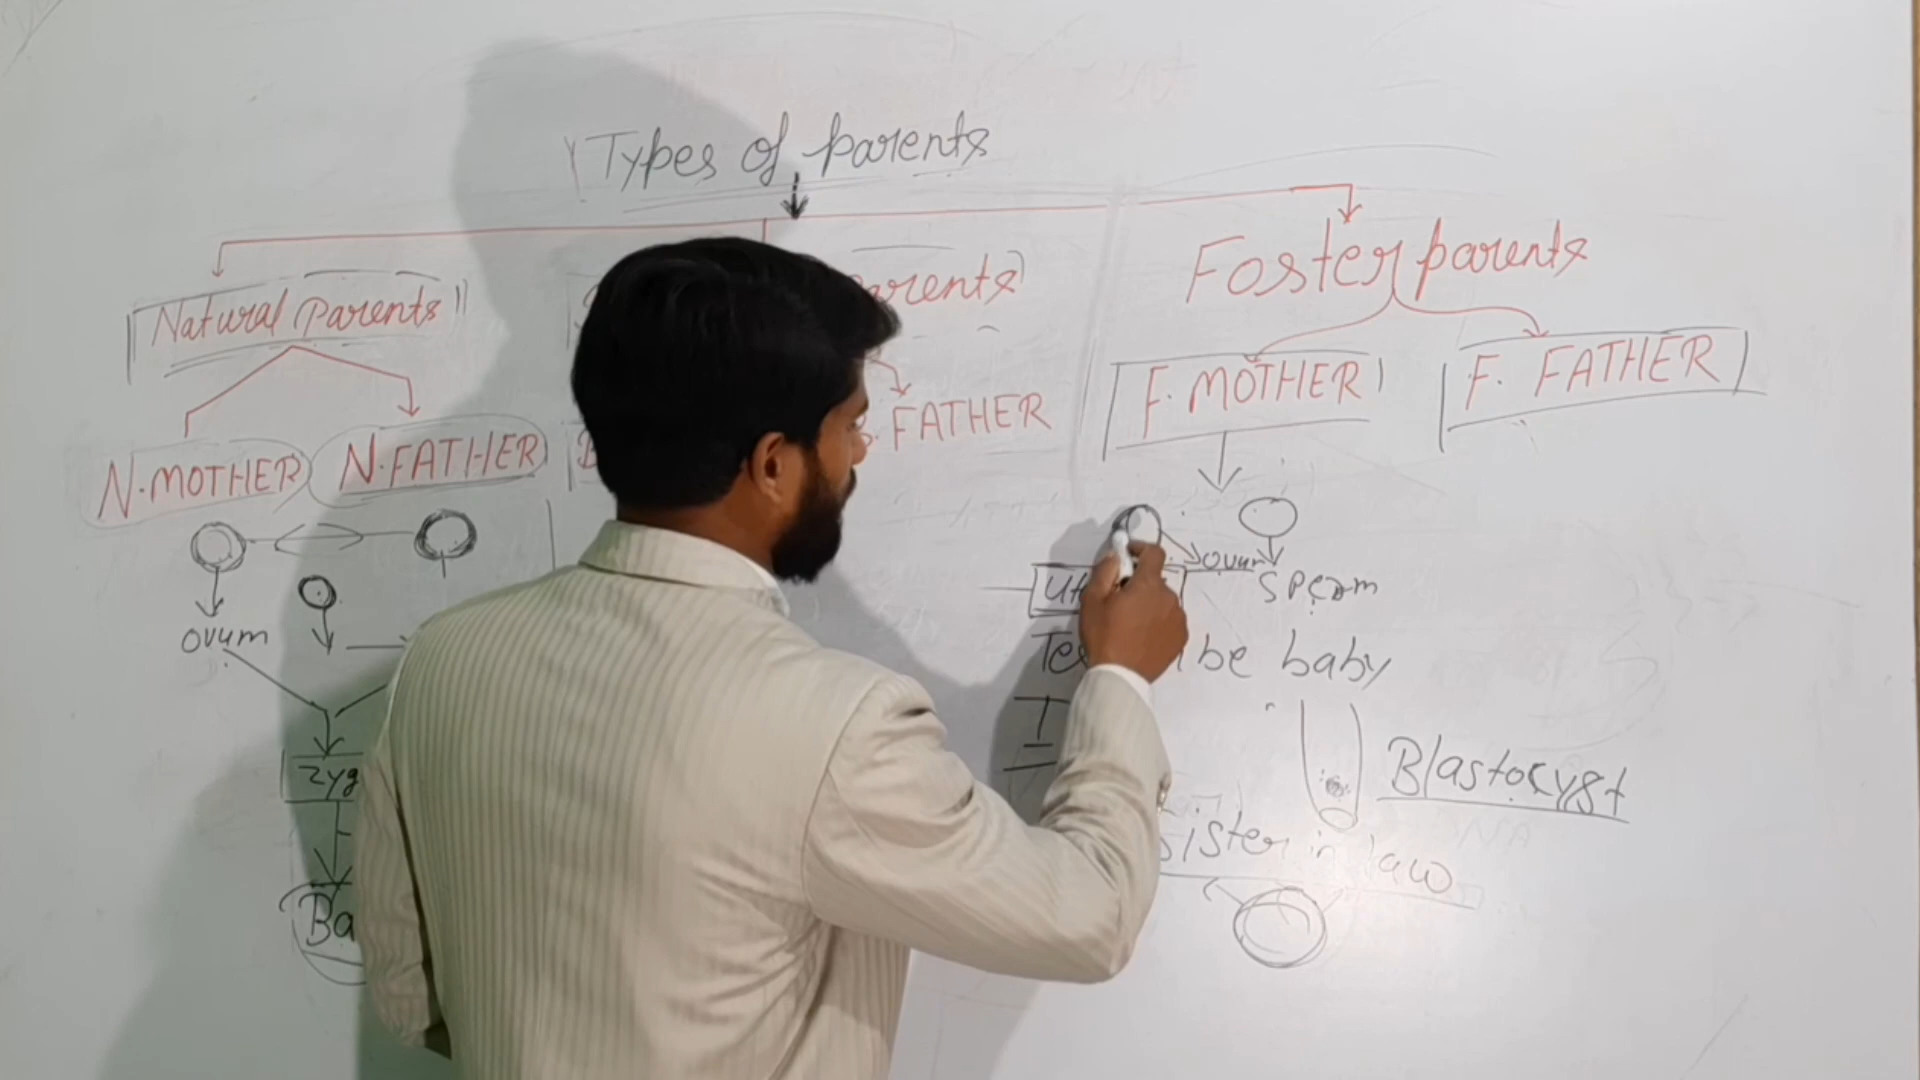 Types of parents
Natural Parents
Parents
Foster parents
N.MOTHER
N.FATHER
FATHER
F. MOTHER
F. FATHER
ovum
ovum
Sperm
be baby
Blastocyst
Sister in law